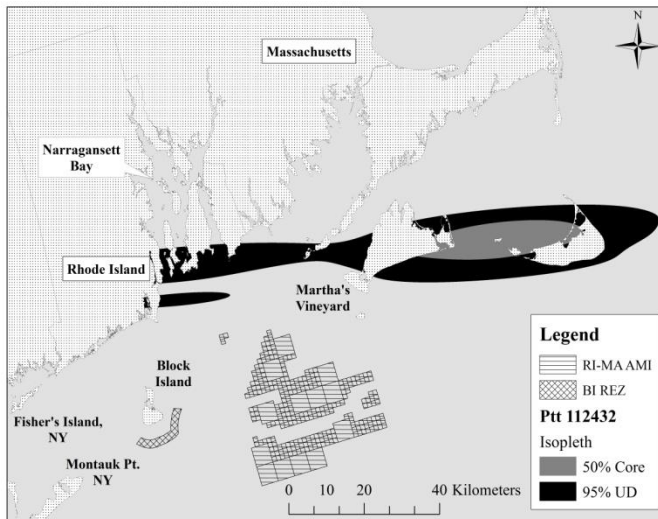 N
Massachusetts
Narragansett
Bay
Rhode Island
Martha's
Vineyard
Block
Island
Fisher's Island,
NY
Montauk Pt.
NY
Legend
RI-MA AMI
BI REZ
Ptt 112432
Isopleth
50% Core
95% UD
0 10 20 40 Kilometers